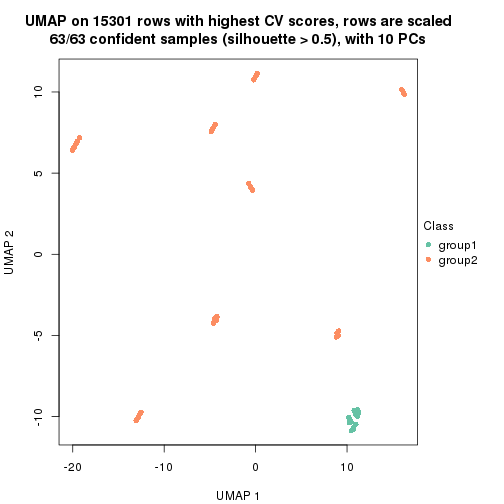 UMAP on 15301 rows with highest CV scores, rows are scaled
63/63 confident samples (silhouette > 0.5), with 10 PCs
10
5
0
-5
-10
UMAP 2
-20
-10
0
10
UMAP 1
Class
group1
group2